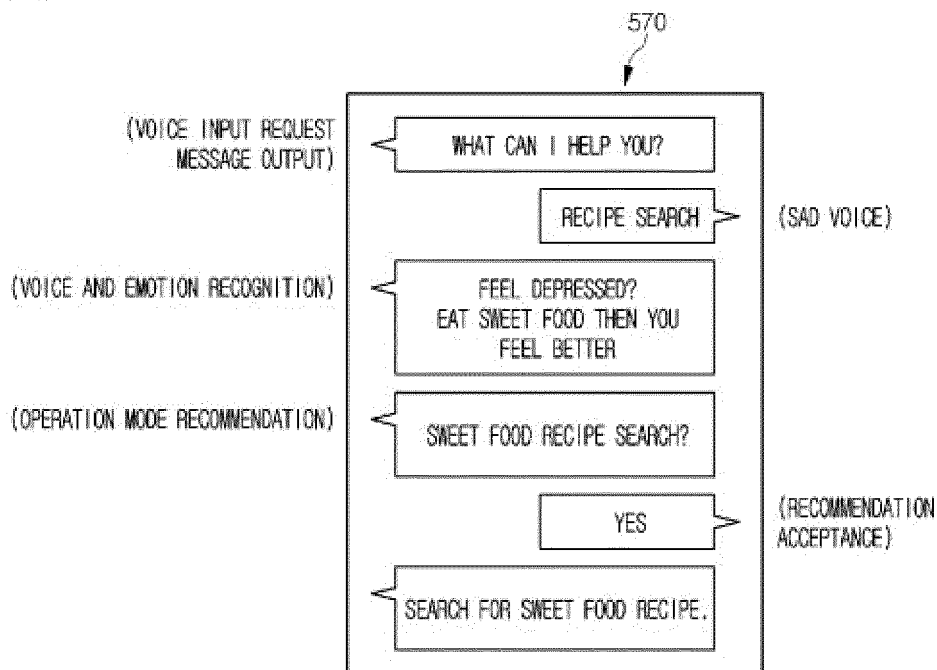 570
(VOICE INPUT REQUEST
MESSAGE OUTPUT)
WHAT CAN I HELP YOU?
RECIPE SEARCH
(SAD VOICE)
(VOICE AND EMOTION RECOGNITION)
FEEL DEPRESSED?
EAT SWEET FOOD THEN YOU
FEEL BETTER
(OPERATION MODE RECOMMENDATION)
SWEET FOOD RECIPE SEARCH?
YES
(RECOMMENDATION
ACCEPTANCE)
SEARCH FOR SWEET FOOD RECIPE.